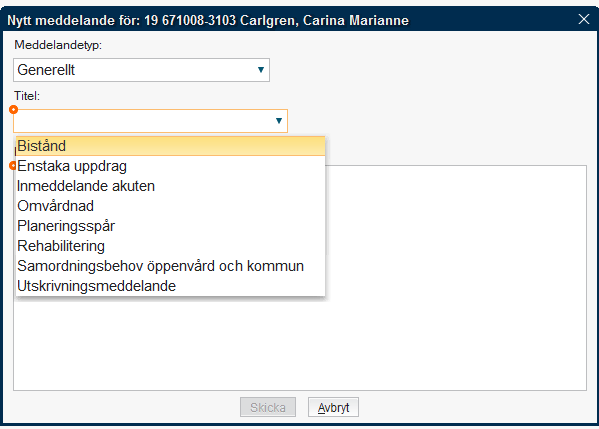 Nytt meddelande för: 19 671008-3103 Carlgren, Carina Marianne
Meddelandetyp:
Generellt
Titel:
Bistånd
Enstaka uppdrag
Inmeddelande akuten
Omvårdnad
Planeringsspår
Rehabilitering
Samordningsbehov öppenvård och kommun
Utskrivningsmeddelande
Skicka
Avbryt